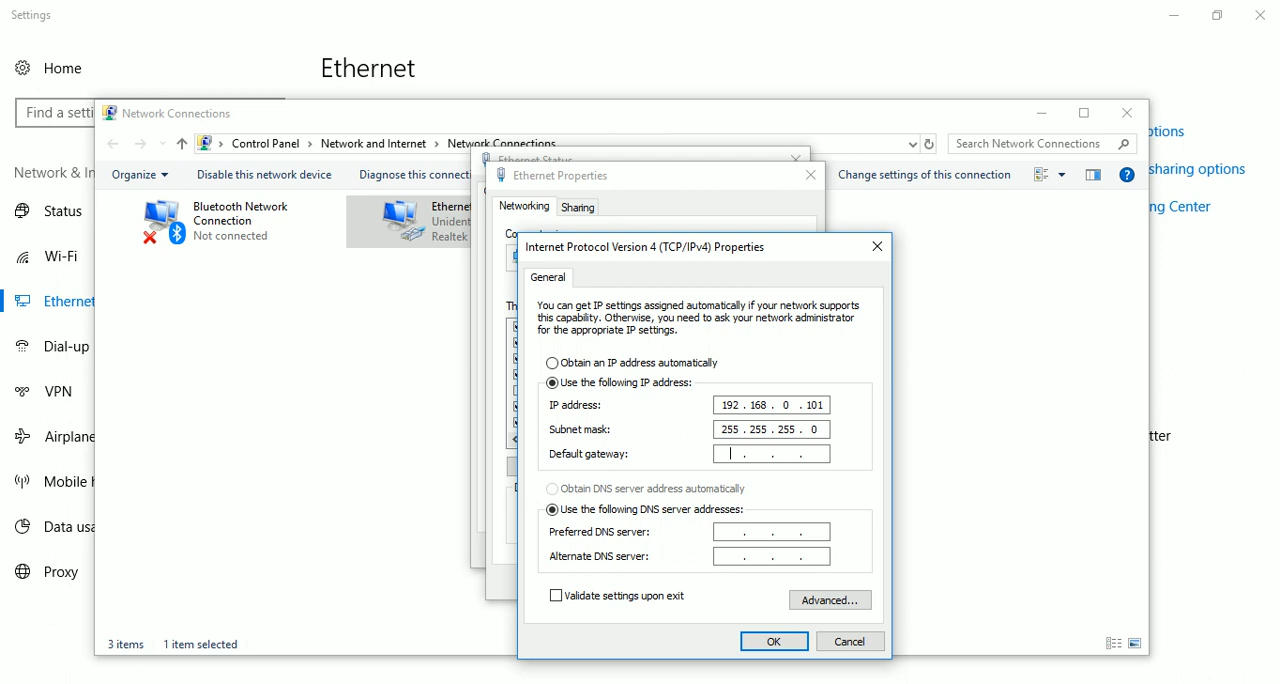 Settings
Home
Ethernet
Find a setti
Network & In
Status
Wi-Fi
Ethernet
Dial-up
VPN
Airplane
Mobile h
Data usa
Proxy
ptions
sharing options
ng Center
tter
Network Connections
Control Panel > Network and Internet > Network Connections
Search Network Connections
Organize
Disable this network device
Diagnose this connecti
Change settings of this connection
Bluetooth Network
Connection
Not connected
Ethernet
Unident
Realtek
3 items
1 item selected
Ethernet Status
Ethernet Properties
Networking
Sharing
Co
Th
Internet Protocol Version 4 (TCP/IPv4) Properties
General
You can get IP settings assigned automatically if your network supports
this capability. Otherwise, you need to ask your network administrator
for the appropriate IP settings.
Obtain an IP address automatically
Use the following IP address:
IP address: 192 . 168 . 0 . 101
Subnet mask: 255 . 255 . 255 . 0
Default gateway: . . .
Obtain DNS server address automatically
Use the following DNS server addresses:
Preferred DNS server: . . .
Alternate DNS server: . . .
Validate settings upon exit
Advanced...
OK
Cancel